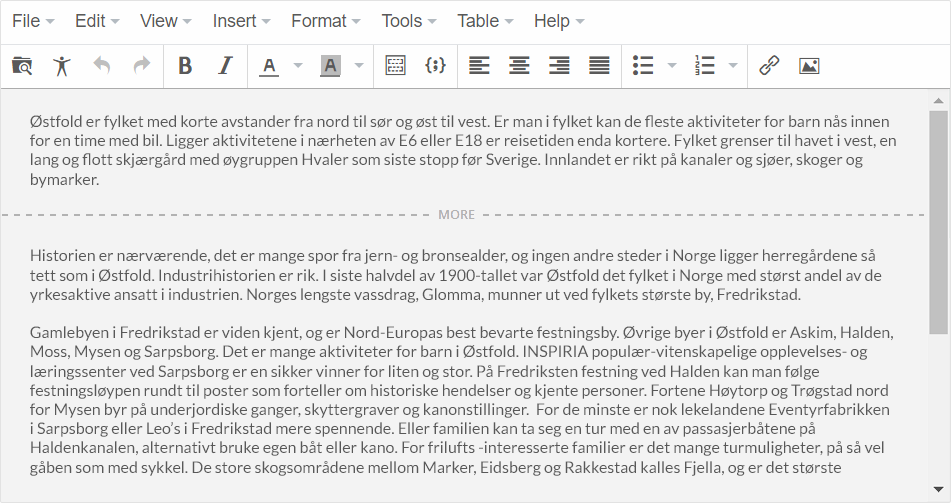 File Edit View Insert Format Tools Table Help
B I A A {;} 1 2 3
Østfold er fylket med korte avstander fra nord til sør og øst til vest. Er man i fylket kan de fleste aktiviteter for barn nås innen
for en time med bil. Ligger aktivitetene i nærheten av E6 eller E18 er reisetiden enda kortere. Fylket grenser til havet i vest, en
lang og flott skjærgård med øygruppen Hvaler som siste stopp før Sverige. Innlandet er rikt på kanaler og sjøer, skoger og
bymarker.
MORE
Historien er nærværende, det er mange spor fra jern- og bronsealder, og ingen andre steder i Norge ligger herregårdene så
tett som i Østfold. Industrihistorien er rik. I siste halvdel av 1900-tallet var Østfold det fylket i Norge med størst andel av de
yrkesaktive ansatt i industrien. Norges lengste vassdrag, Glomma, munner ut ved fylkets største by, Fredrikstad.
Gamlebyen i Fredrikstad er viden kjent, og er Nord-Europas best bevarte festningsby. Øvrige byer i Østfold er Askim, Halden,
Moss, Mysen og Sarpsborg. Det er mange aktiviteter for barn i Østfold. INSPIRIA populær-vitenskapelige opplevelses- og
læringssenter ved Sarpsborg er en sikker vinner for liten og stor. På Fredriksten festning ved Halden kan man følge
festningsløypen rundt til poster som forteller om historiske hendelser og kjente personer. Fortene Høytorp og Trøgstad nord
for Mysen byr på underjordiske ganger, skyttergraver og kanonstillinger.  For de minste er nok lekelandene Eventyrfabrikken
i Sarpsborg eller Leo's i Fredrikstad mere spennende. Eller familien kan ta seg en tur med en av passasjerbåtene på
Haldenkanalen, alternativt bruke egen båt eller kano. For frilufts -interesserte familier er det mange turmuligheter, på så vel
gåben som med sykkel. De store skogsområdene mellom Marker, Eidsberg og Rakkestad kalles Fjella, og er det største